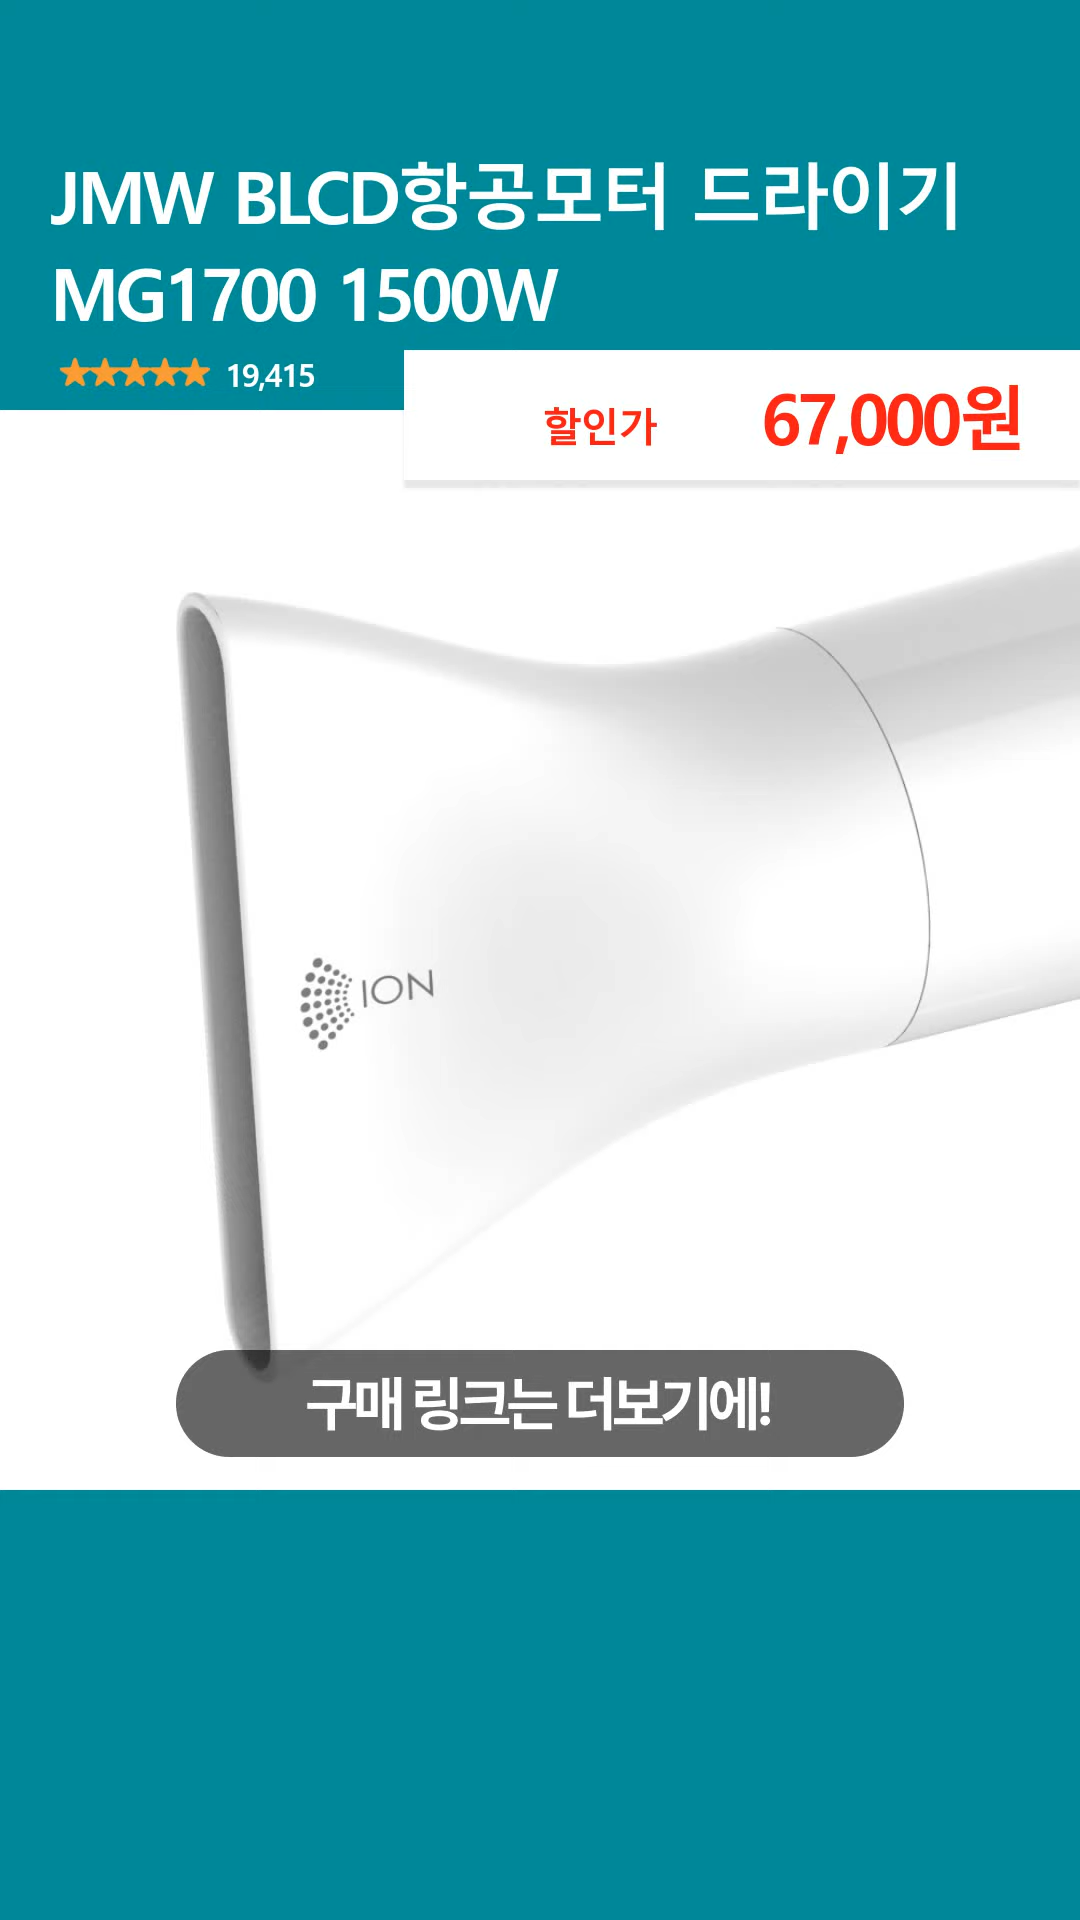 JMW BLCD항공모터 드라이기
MG1700 1500W
19,415
할인가 67,000원
ION
구매 링크는 더보기에!